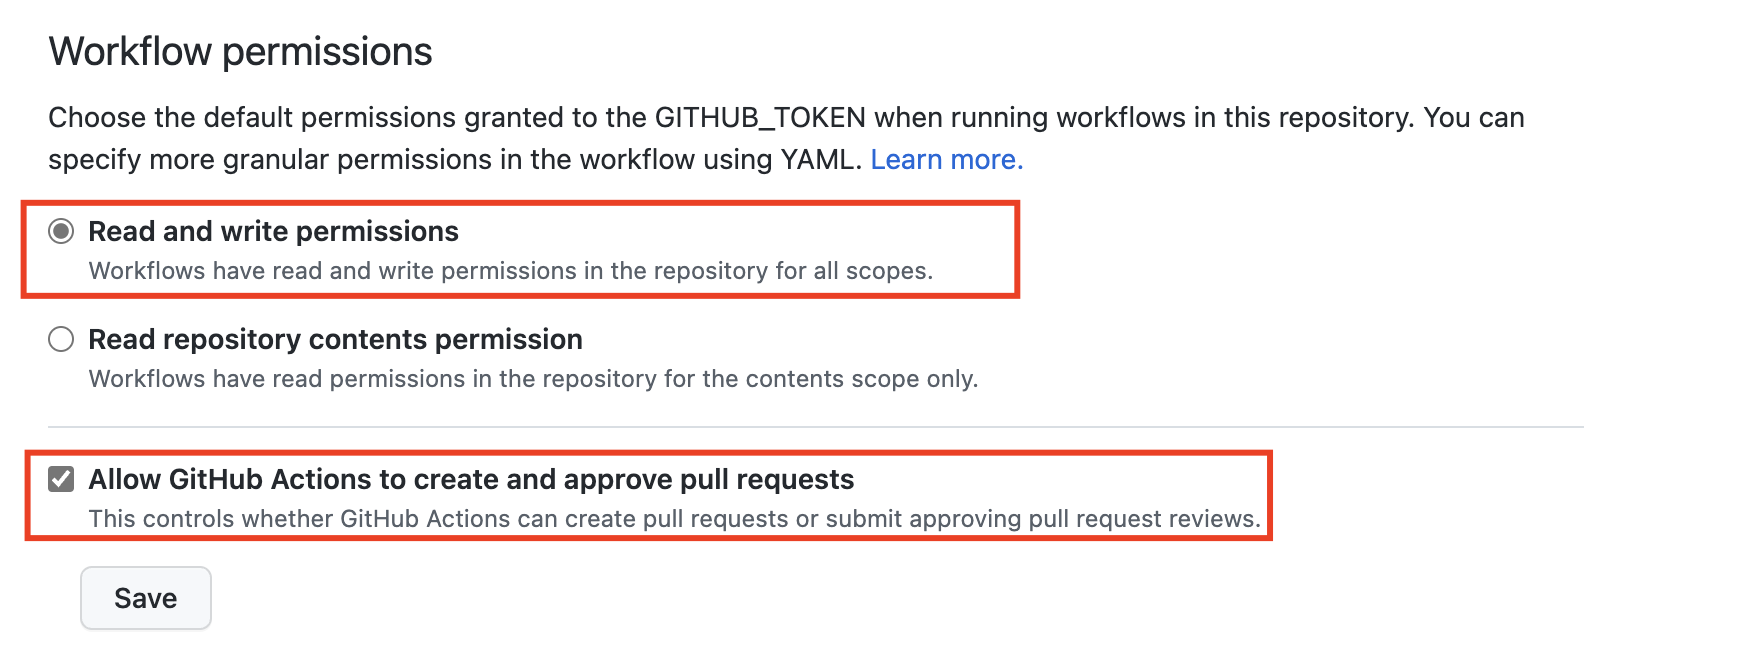 Workflow permissions
Choose the default permissions granted to the GITHUB_TOKEN when running workflows in this repository. You can
specify more granular permissions in the workflow using YAML. Learn more.
Read and write permissions
Workflows have read and write permissions in the repository for all scopes.
Read repository contents permission
Workflows have read permissions in the repository for the contents scope only.
Allow GitHub Actions to create and approve pull requests
This controls whether GitHub Actions can create pull requests or submit approving pull request reviews.
Save